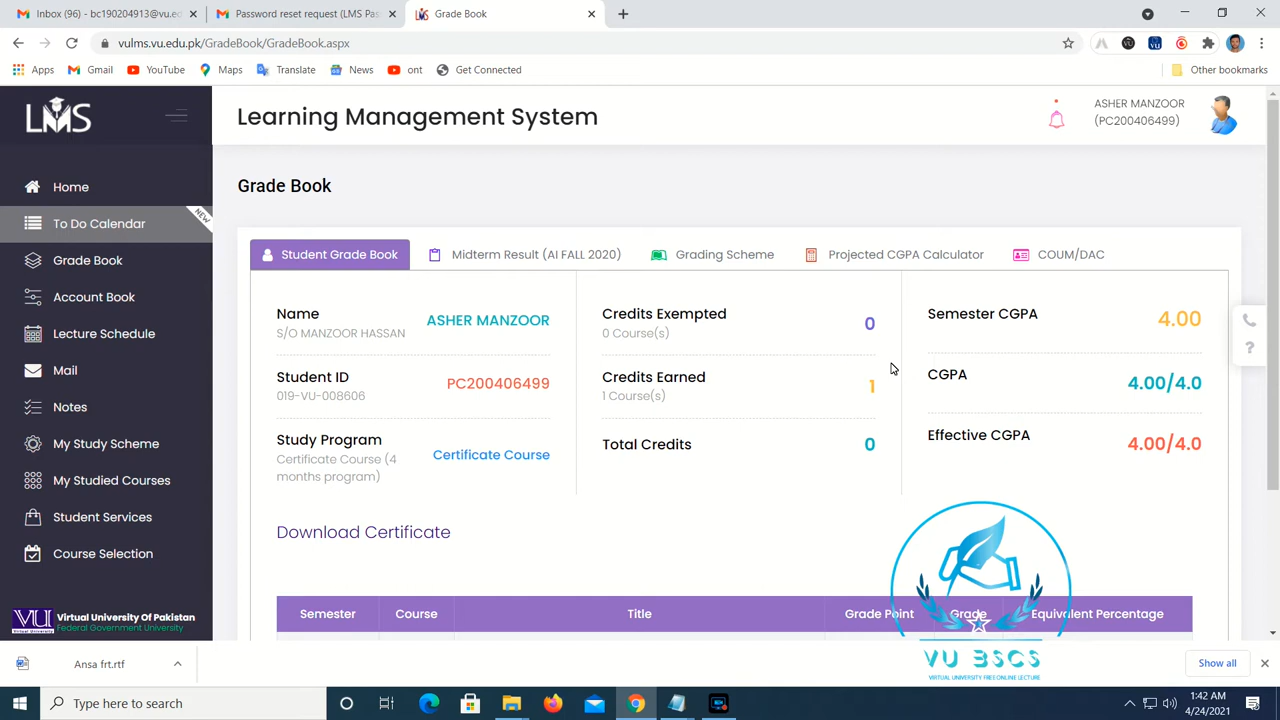 Inbox (96) - bc190204913@vu.ed
Password reset request (LMS Pas
Grade Book
vulms.vu.edu.pk/GradeBook/GradeBook.aspx
Apps
Gmail
YouTube
Maps
Translate
News
ont
Getting Connected
Other bookmarks
LMS
Learning Management System
ASHER MANZOOR
(PC200406499)
Home
To Do Calendar
NEW
Grade Book
Account Book
Lecture Schedule
Mail
Notes
My Study Scheme
My Studied Courses
Student Services
Course Selection
VU
Virtual University Of Pakistan
Federal Government University
Grade Book
Student Grade Book
Midterm Result (AI FALL 2020)
Grading Scheme
Projected CGPA Calculator
COUM/DAC
Name
S/O MANZOOR HASSAN
ASHER MANZOOR
Student ID
019-VU-008606
PC200406499
Study Program
Certificate Course (4
months program)
Certificate Course
Credits Exempted
0 Course(s)
0
Credits Earned
1 Course(s)
1
Total Credits
0
Semester CGPA
4.00
CGPA
4.00/4.0
Effective CGPA
4.00/4.0
Download Certificate
Semester
Course
Title
Grade Point
Grade
Equivalent Percentage
VU BSCS
VIRTUAL UNIVERSITY FREE ONLINE LECTURE
Ansa frt.rtf
Show all
Type here to search
1:42 AM
4/24/2021